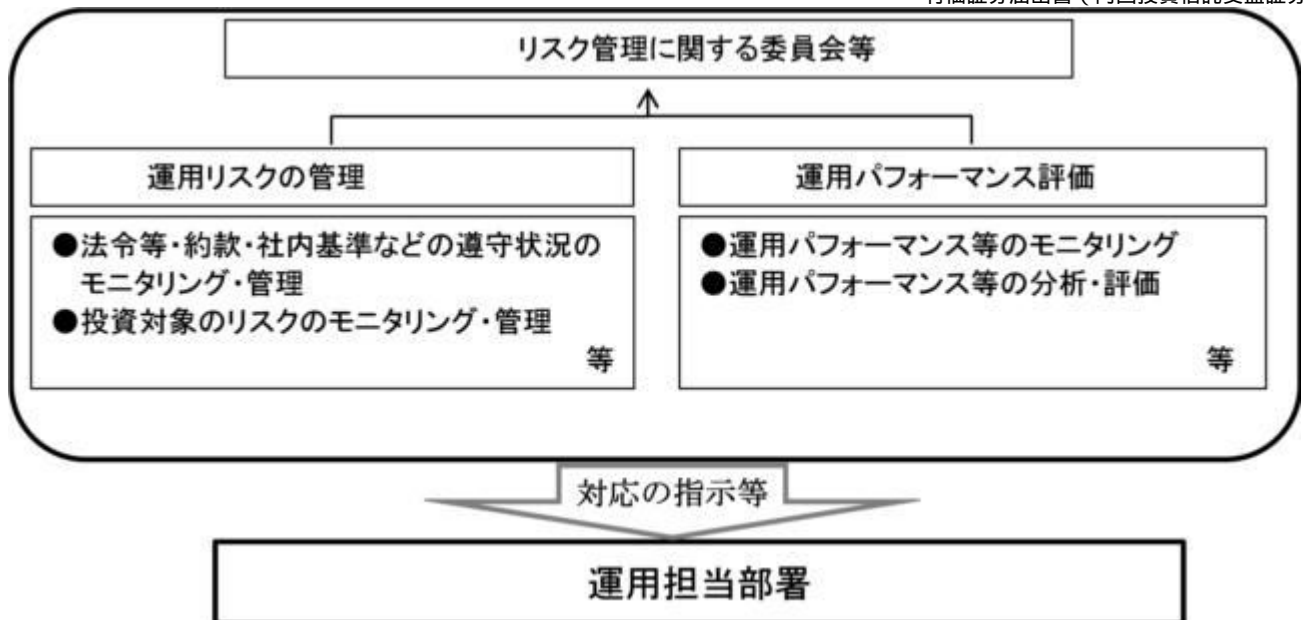 リスク管理に関する委員会等
運用リスクの管理
運用パフォーマンス評価
●法令等・約款・社内基準などの遵守状況の
モニタリング・管理
●投資対象のリスクのモニタリング・管理
等
●運用パフォーマンス等のモニタリング
●運用パフォーマンス等の分析・評価
等
対応の指示等
運用担当部署